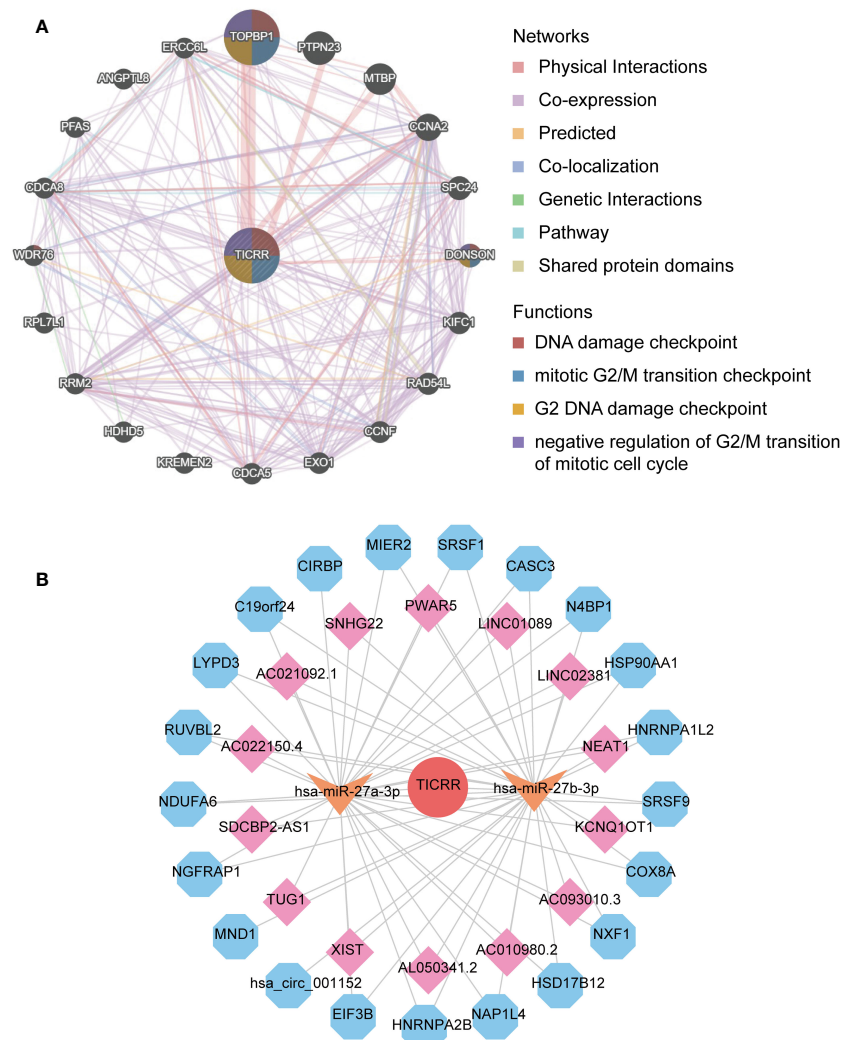 A
TOPBP1
PTPN23
ERCC6L
MTBP
ANGPTL8
PFAS
CCNA2
CDCA8
SPC24
WDR76
TICRR
DONSON
RPL7L1
KIFC1
RRM2
RAD54L
HDHD5
CCNF
KREMEN2
CDCA5
EXO1
Networks
Physical Interactions
Co-expression
Predicted
Co-localization
Genetic Interactions
Pathway
Shared protein domains
Functions
DNA damage checkpoint
mitotic G2/M transition checkpoint
G2 DNA damage checkpoint
negative regulation of G2/M transition
of mitotic cell cycle
B
MIER2
SRSF1
CIRBP
CASC3
C19orf24
SNHG22
PWAR5
LINC01089
N4BP1
LYPD3
AC021092.1
LINC02381
HSP90AA1
RUVBL2
AC022150.4
NEAT1
HNRNPA1L2
hsa-miR-27a-3p
TICRR
hsa-miR-27b-3p
NDUFA6
SRSF9
SDCBP2-AS1
KCNQ1OT1
NGFRAP1
COX8A
TUG1
AC093010.3
MND1
NXF1
XIST
AC010980.2
AL050341.2
hsa_circ_001152
HSD17B12
EIF3B
HNRNPA2B
NAP1L4